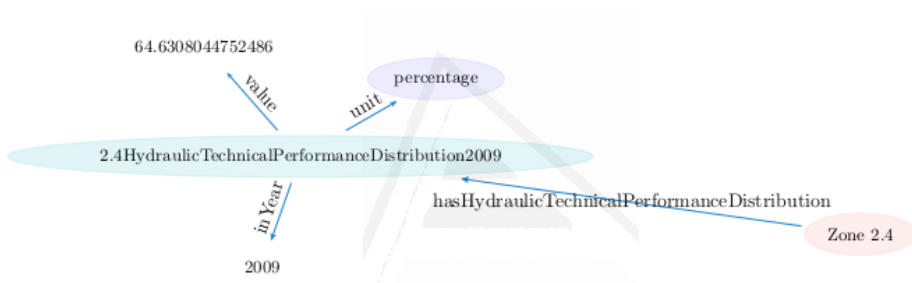 64.6308044752486
percentage
value
unit
2.4HydraulicTechnicalPerformanceDistribution2009
hasHydraulicTechnicalPerformanceDistribution
inYear
Zone 2.4
2009